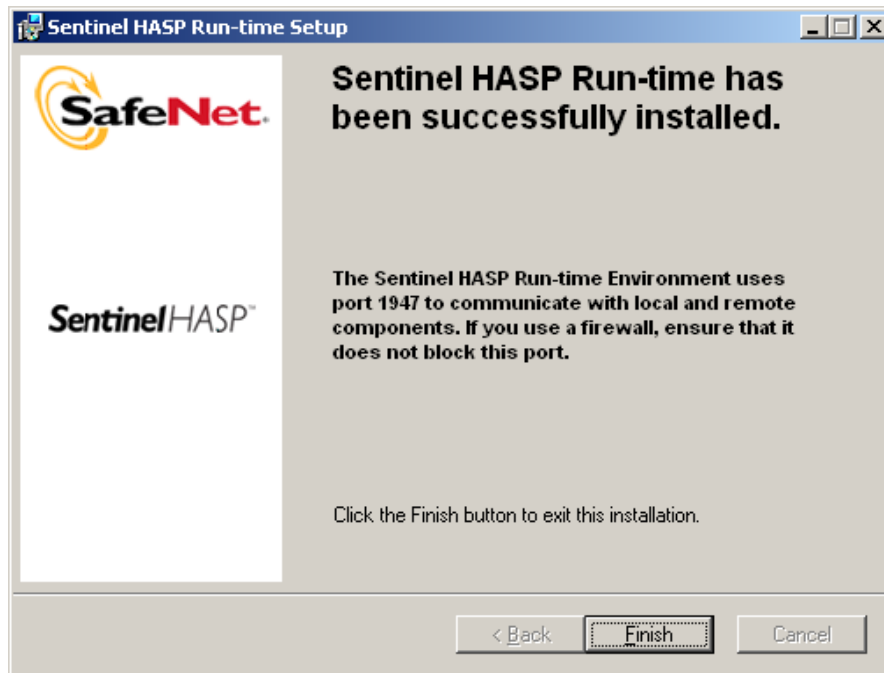 Sentinel HASP Run-time Setup
SafeNet.
Sentinel HASP Run-time has
been successfully installed.
The Sentinel HASP Run-time Environment uses
port 1947 to communicate with local and remote
components. If you use a firewall, ensure that it
does not block this port.
SentinelHASP™
Click the Finish button to exit this installation.
< Back
Finish
Cancel